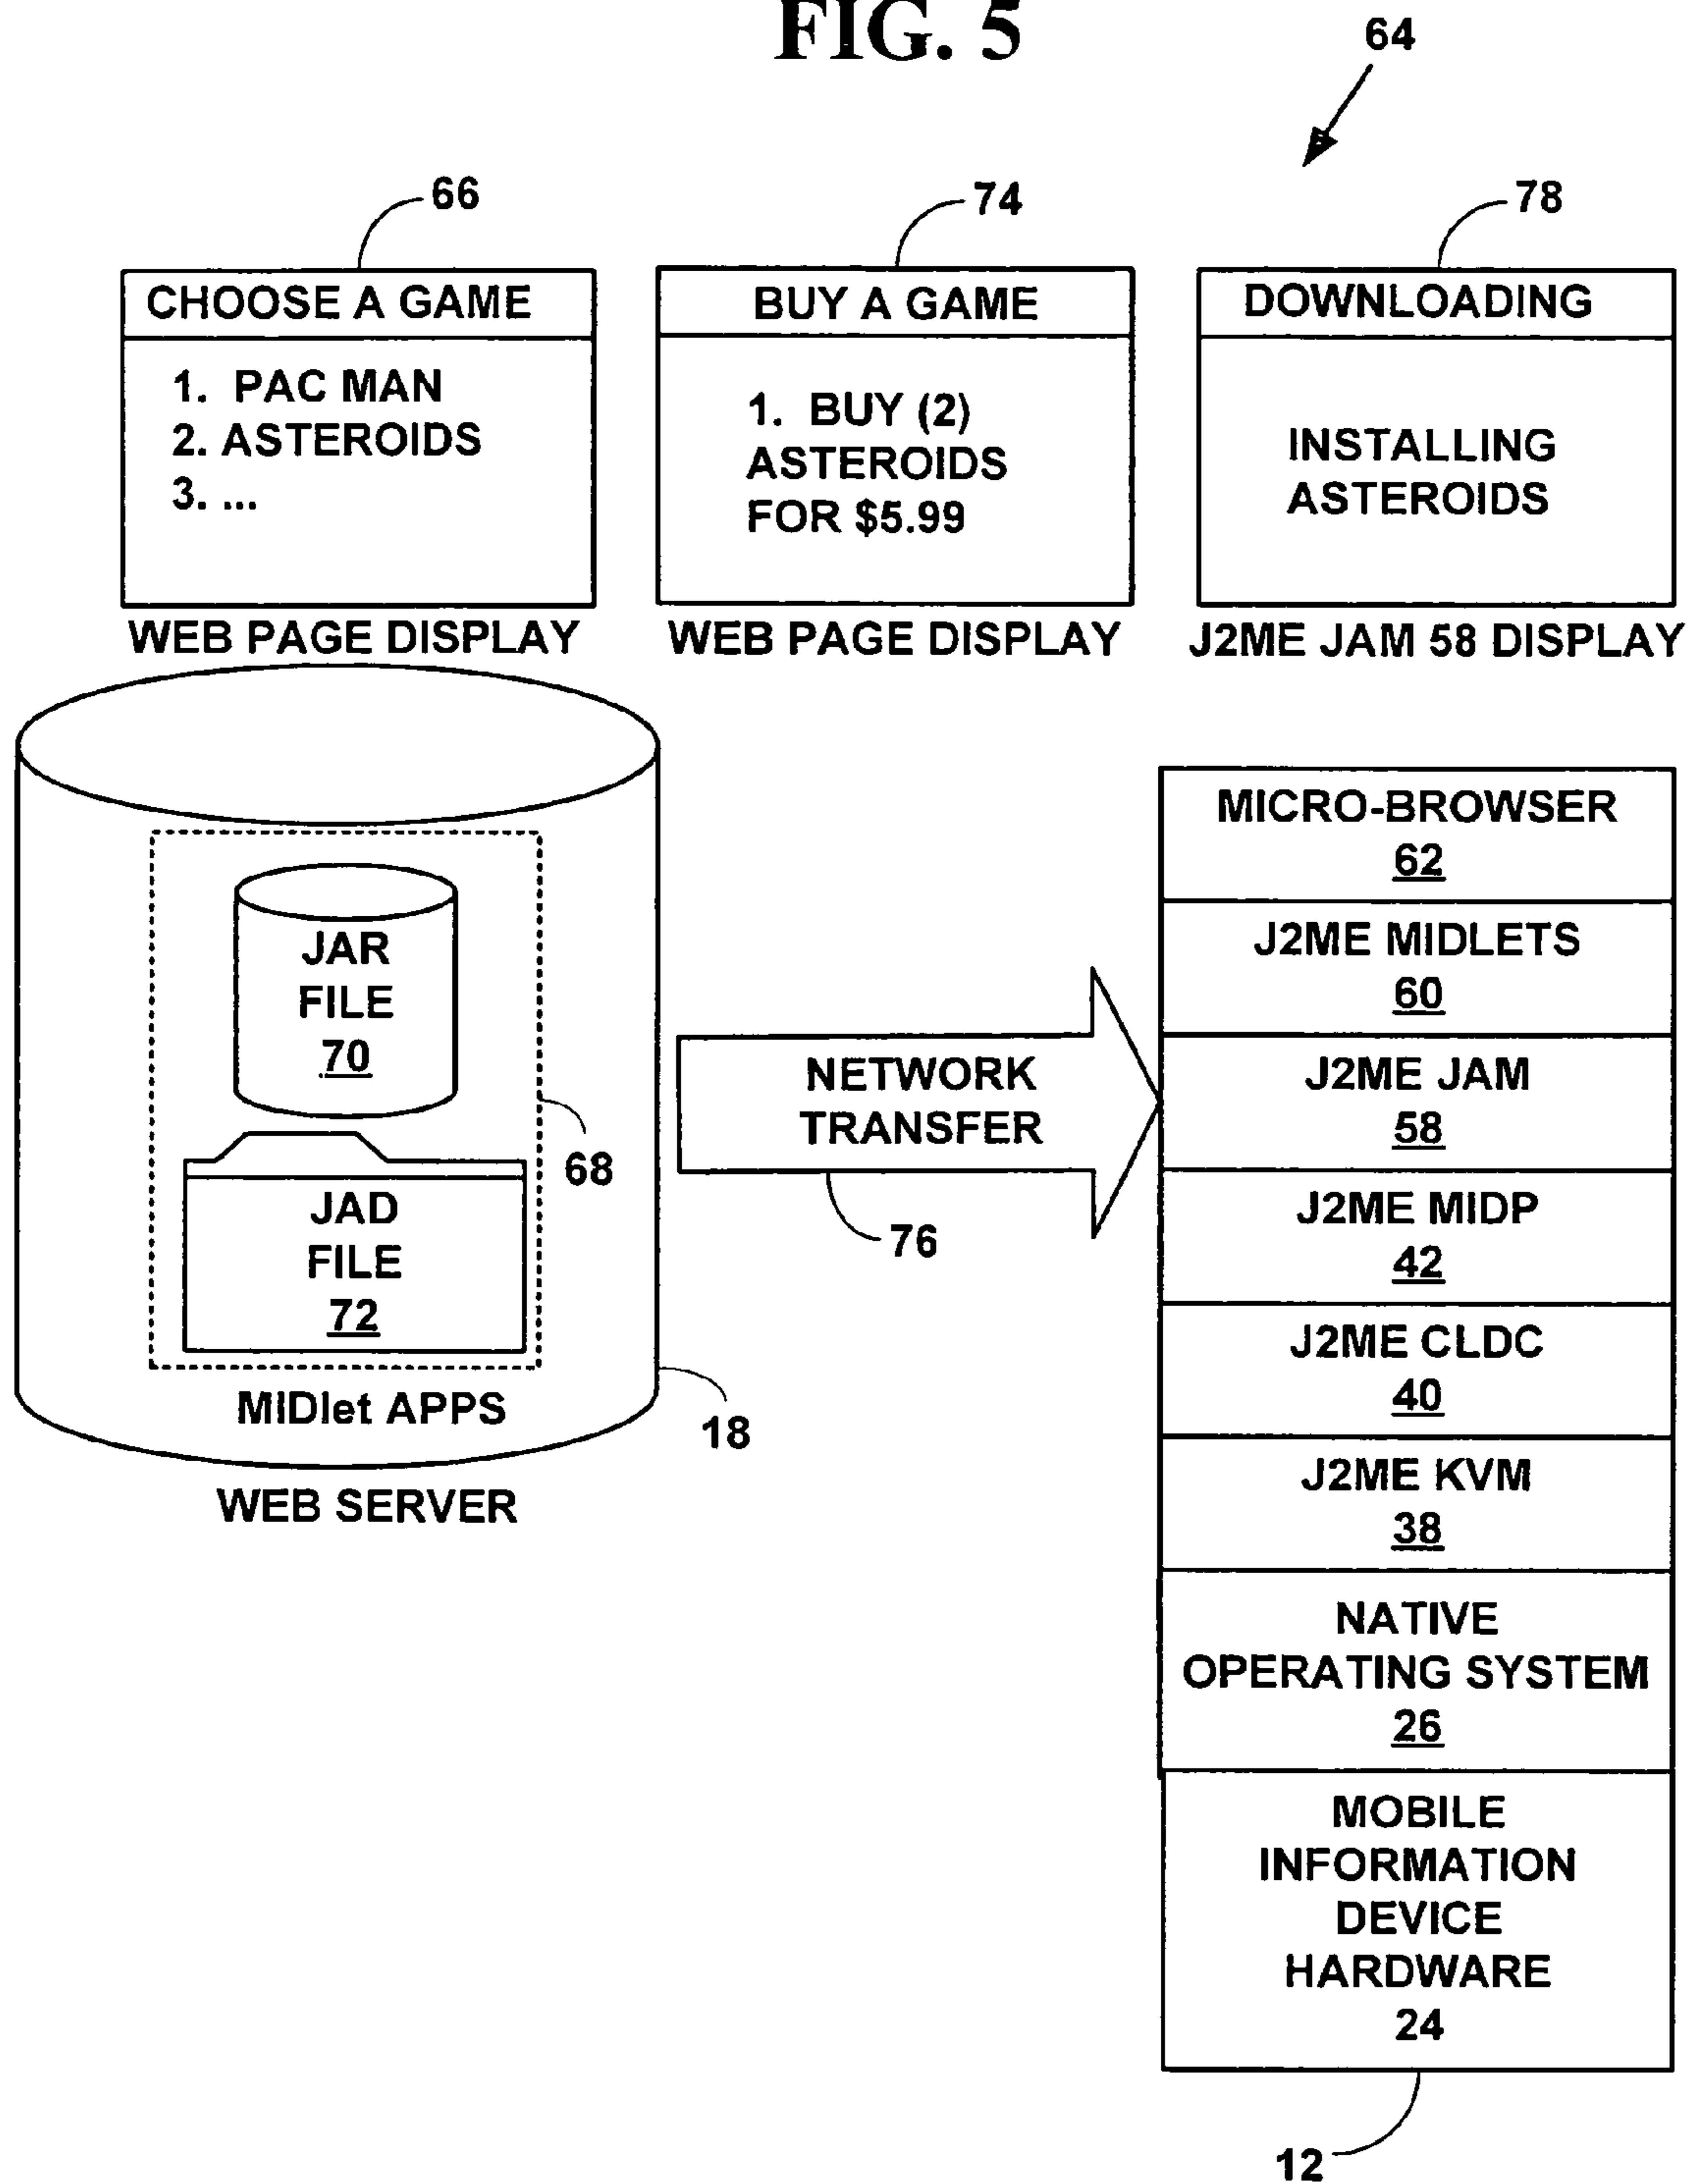 FIG. 5
64
66
74
78
CHOOSE A GAME
1. PAC MAN
2. ASTEROIDS
3. ...
WEB PAGE DISPLAY
BUY A GAME
1. BUY (2)
ASTEROIDS
FOR $5.99
WEB PAGE DISPLAY
DOWNLOADING
INSTALLING
ASTEROIDS
J2ME JAM 58 DISPLAY
JAR
FILE
70
JAD
FILE
72
68
MIDlet APPS
18
WEB SERVER
NETWORK
TRANSFER
76
MICRO-BROWSER
62
J2ME MIDLETS
60
J2ME JAM
58
J2ME MIDP
42
J2ME CLDC
40
J2ME KVM
38
NATIVE
OPERATING SYSTEM
26
MOBILE
INFORMATION
DEVICE
HARDWARE
24
12